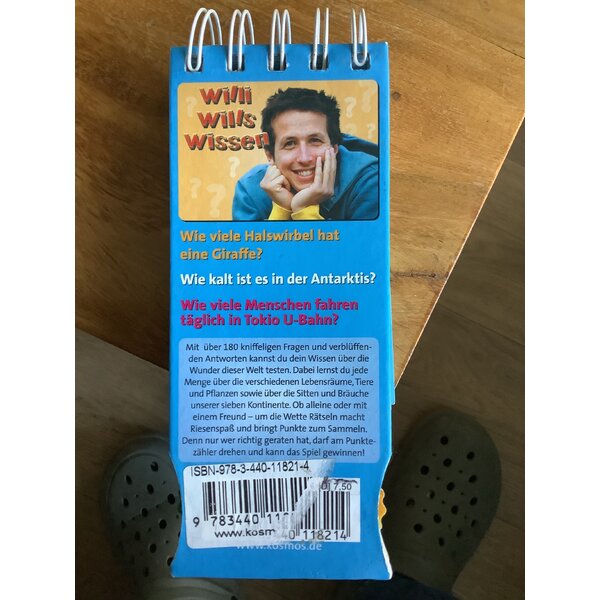 Willi
Wills
Wissen
Wie viele Halswirbel hat
eine Giraffe?
Wie kalt ist es in der Antarktis?
Wie viele Menschen fahren
täglich in Tokio U-Bahn?
Mit über 180 kniffeligen Fragen und verblüffen-
den Antworten kannst du dein Wissen über die
Wunder dieser Welt testen. Dabei lernst du jede
Menge über die verschiedenen Lebensräume, Tiere
und Pflanzen sowie über die Sitten und Bräuche
unserer sieben Kontinente. Ob alleine oder mit
einem Freund – um die Wette Rätseln macht
Riesenspaß und bringt Punkte zum Sammeln.
Denn nur wer richtig geraten hat, darf am Punkte-
zähler drehen und kann das Spiel gewinnen!
ISBN-978-3-440-11821-4
7.50
9 783440 118214
www.kosmos.de